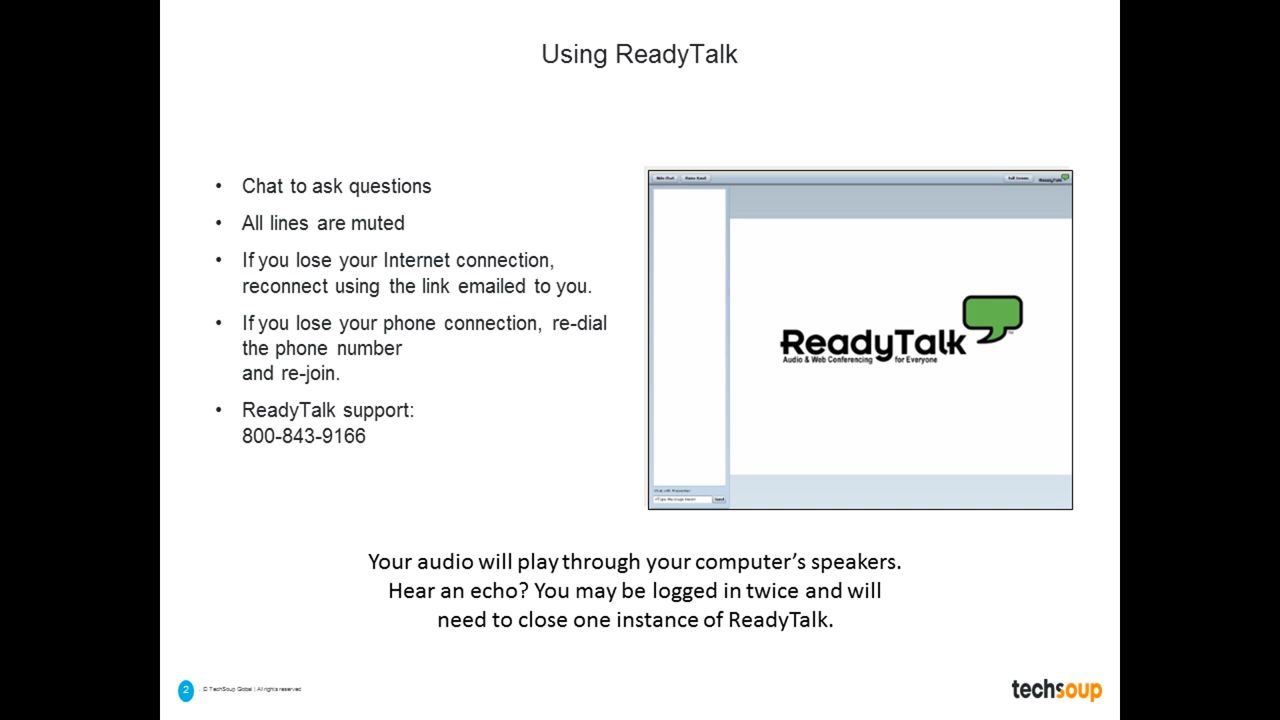 Using ReadyTalk
• Chat to ask questions
• All lines are muted
• If you lose your Internet connection,
reconnect using the link emailed to you.
• If you lose your phone connection, re-dial
the phone number
and re-join.
• ReadyTalk support:
800-843-9166
Full Screen
ReadyTalk
ReadyTalk
Audio & Web Conferencing for Everyone
Send
Your audio will play through your computer’s speakers.
Hear an echo? You may be logged in twice and will
need to close one instance of ReadyTalk.
2
© TechSoup Global | All rights reserved
techsoup